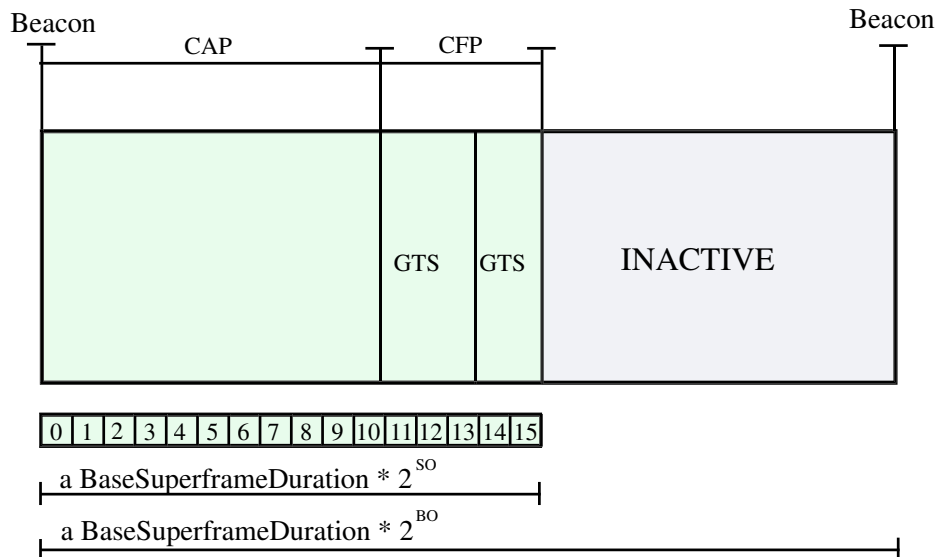 Beacon
Beacon
CAP
CFP
GTS
GTS
INACTIVE
0 1 2 3 4 5 6 7 8 9 10 11 12 13 14 15
a BaseSuperframeDuration * 2^SO
a BaseSuperframeDuration * 2^BO